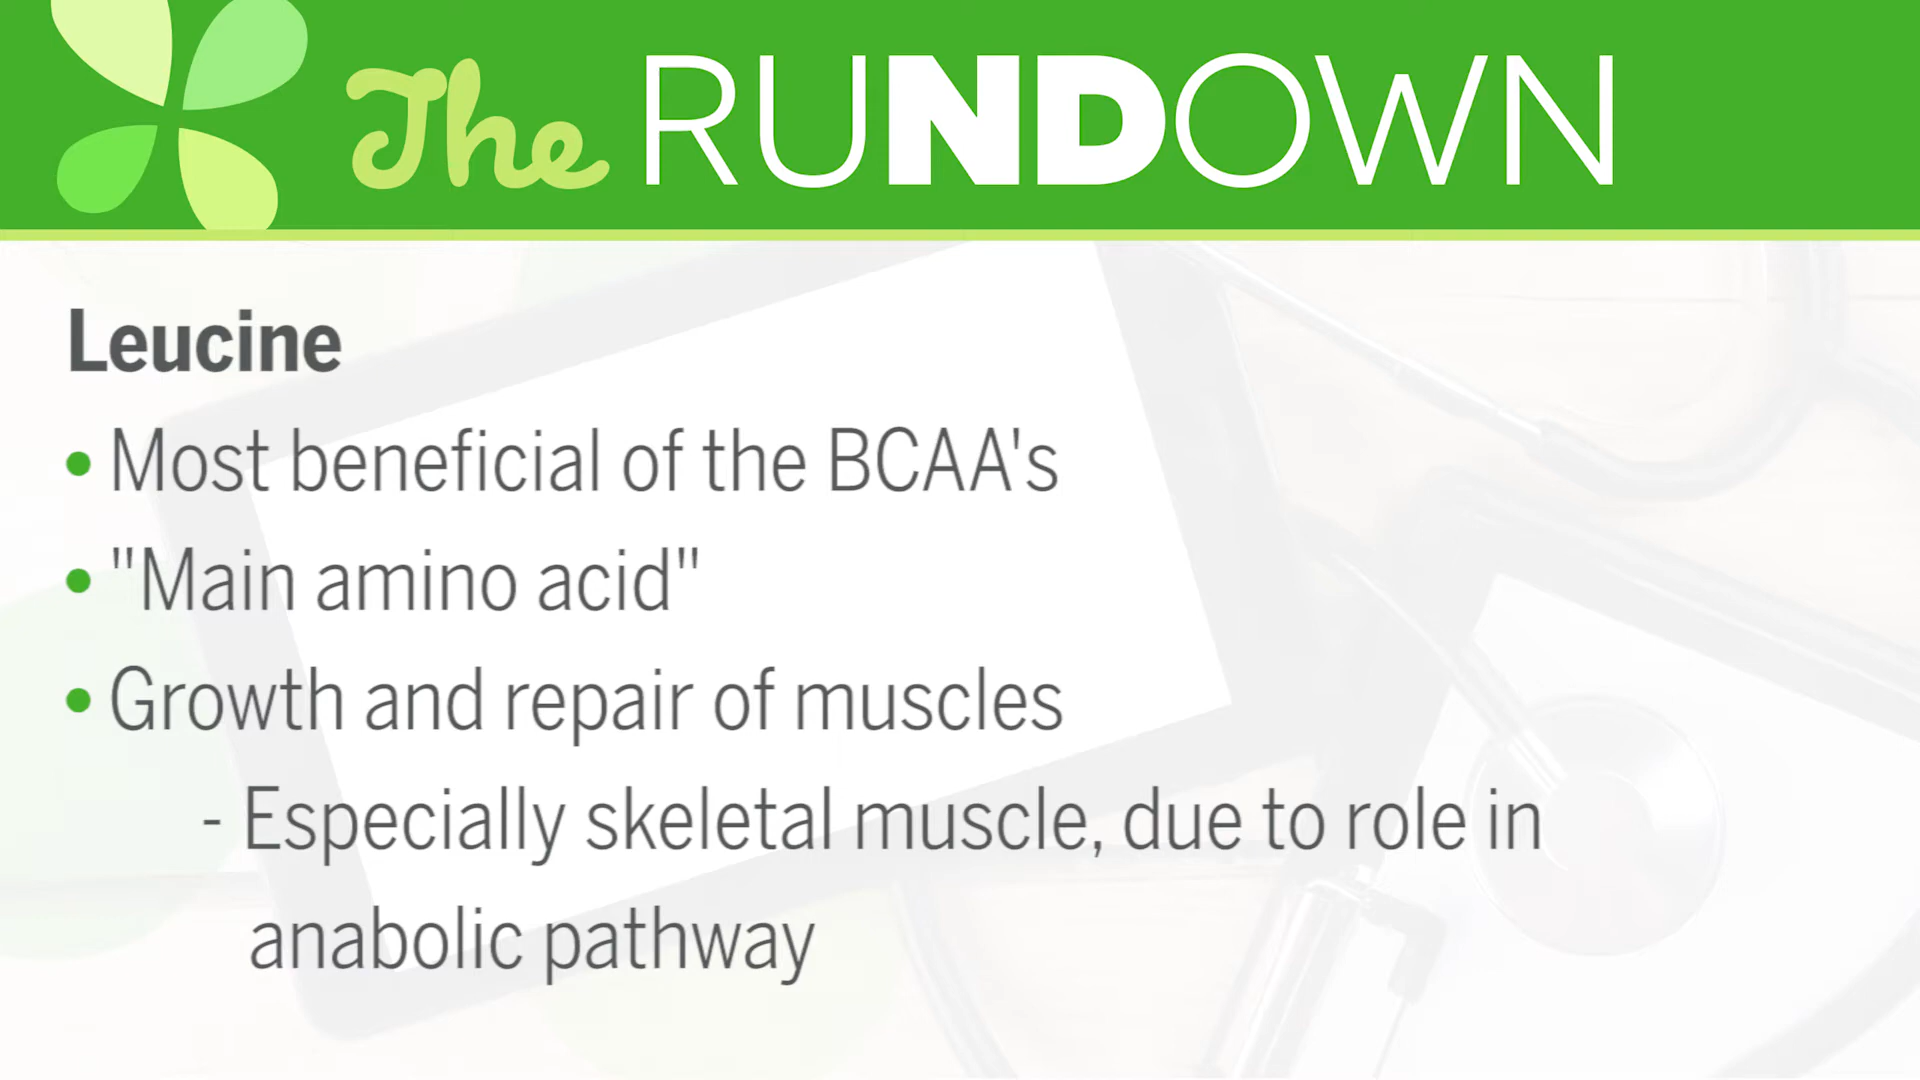 The RUNDOWN
Leucine
• Most beneficial of the BCAA's
• "Main amino acid"
• Growth and repair of muscles
- Especially skeletal muscle, due to role in
anabolic pathway